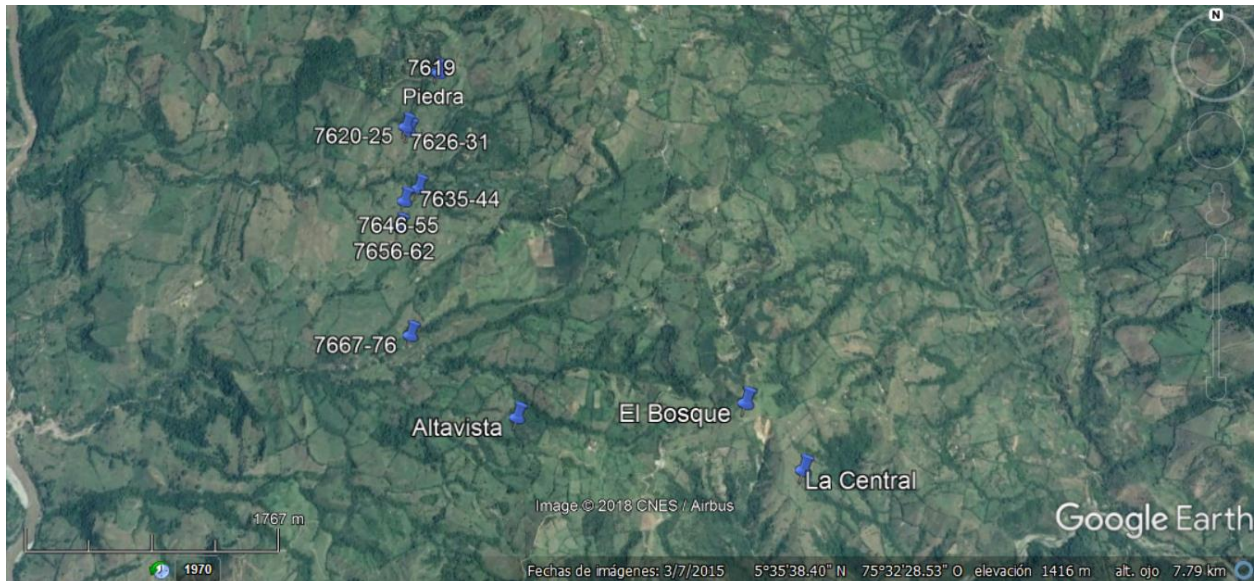 N
7619
Piedra
7620-25
7626-31
7635-44
7646-55
7656-62
7667-76
Altavista
El Bosque
La Central
Image © 2018 CNES / Airbus
1767 m
Google Earth
1970
Fechas de imágenes: 3/7/2015 5°35'38.40" N 75°32'28.53" O elevación 1416 m alt. ojo 7.79 km